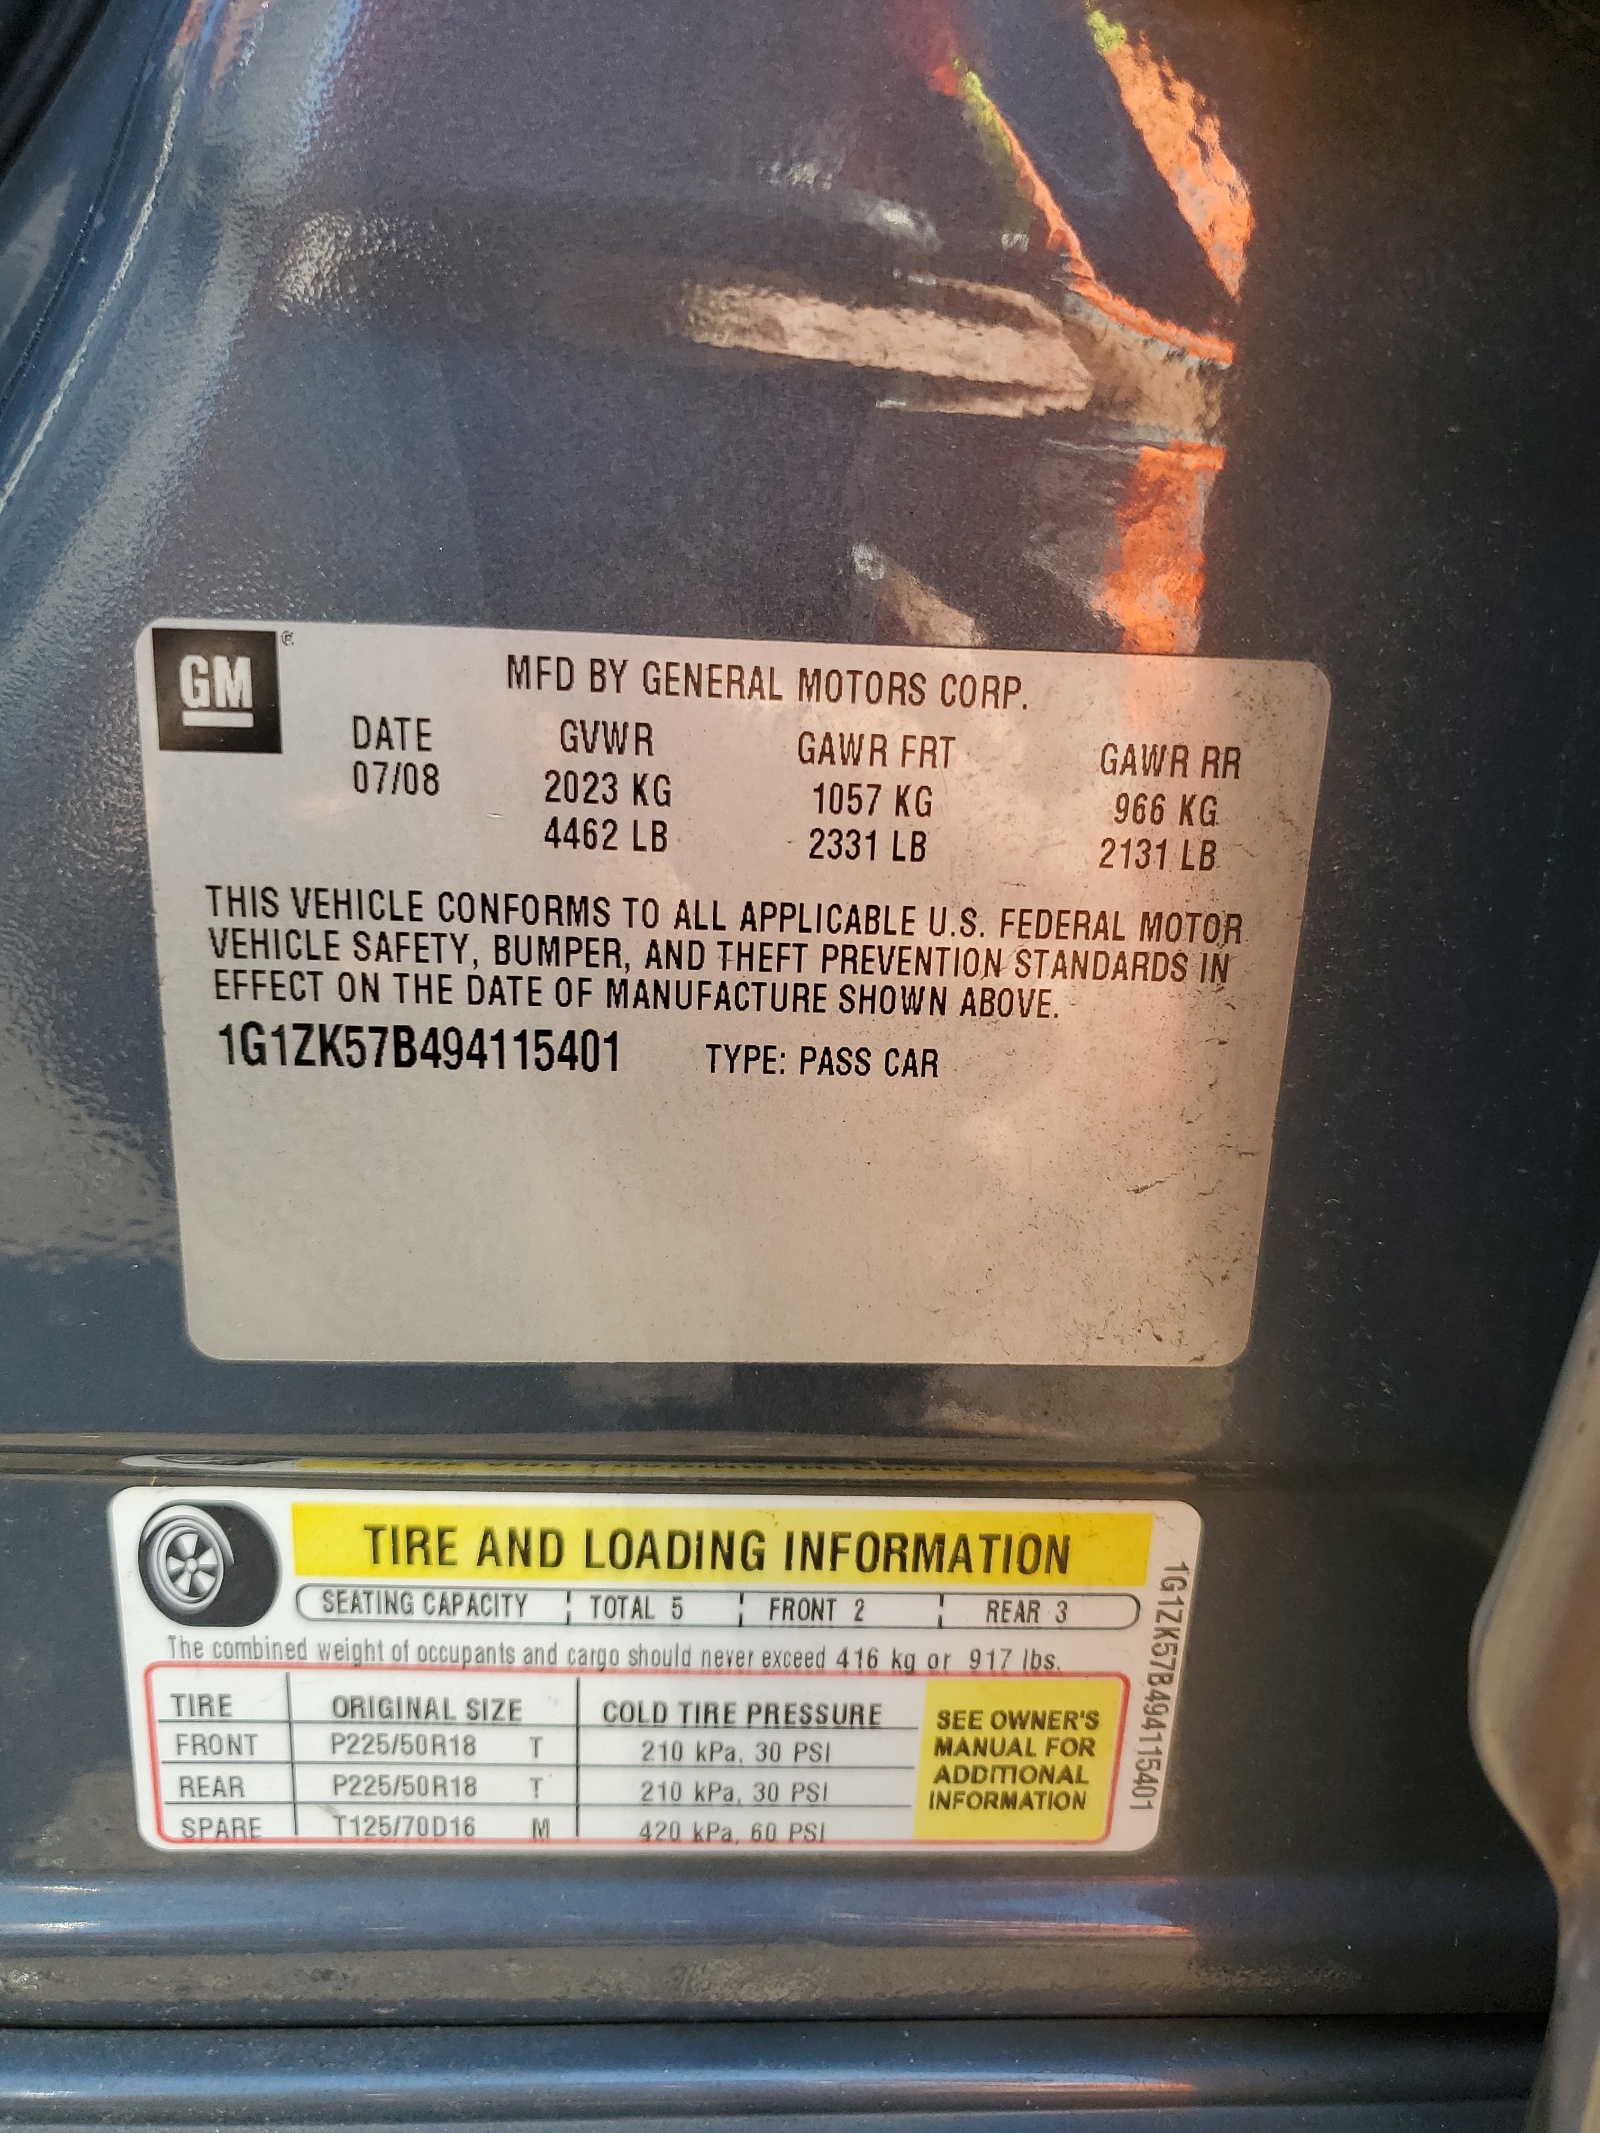 GM ®
MFD BY GENERAL MOTORS CORP.
DATE GVWR GAWR FRT GAWR RR
07/08 2023 KG 1057 KG 966 KG
4462 LB 2331 LB 2131 LB
THIS VEHICLE CONFORMS TO ALL APPLICABLE U.S. FEDERAL MOTOR
VEHICLE SAFETY, BUMPER, AND THEFT PREVENTION STANDARDS IN
EFFECT ON THE DATE OF MANUFACTURE SHOWN ABOVE.
1G1ZK57B494115401 TYPE: PASS CAR
TIRE AND LOADING INFORMATION
SEATING CAPACITY TOTAL 5 FRONT 2 REAR 3
The combined weight of occupants and cargo should never exceed 416 kg or 917 lbs.
TIRE ORIGINAL SIZE COLD TIRE PRESSURE
FRONT P225/50R18 T 210 kPa, 30 PSI
REAR P225/50R18 T 210 kPa, 30 PSI
SPARE T125/70D16 M 420 kPa, 60 PSI
SEE OWNER'S
MANUAL FOR
ADDITIONAL
INFORMATION
1G1ZK57B494115401